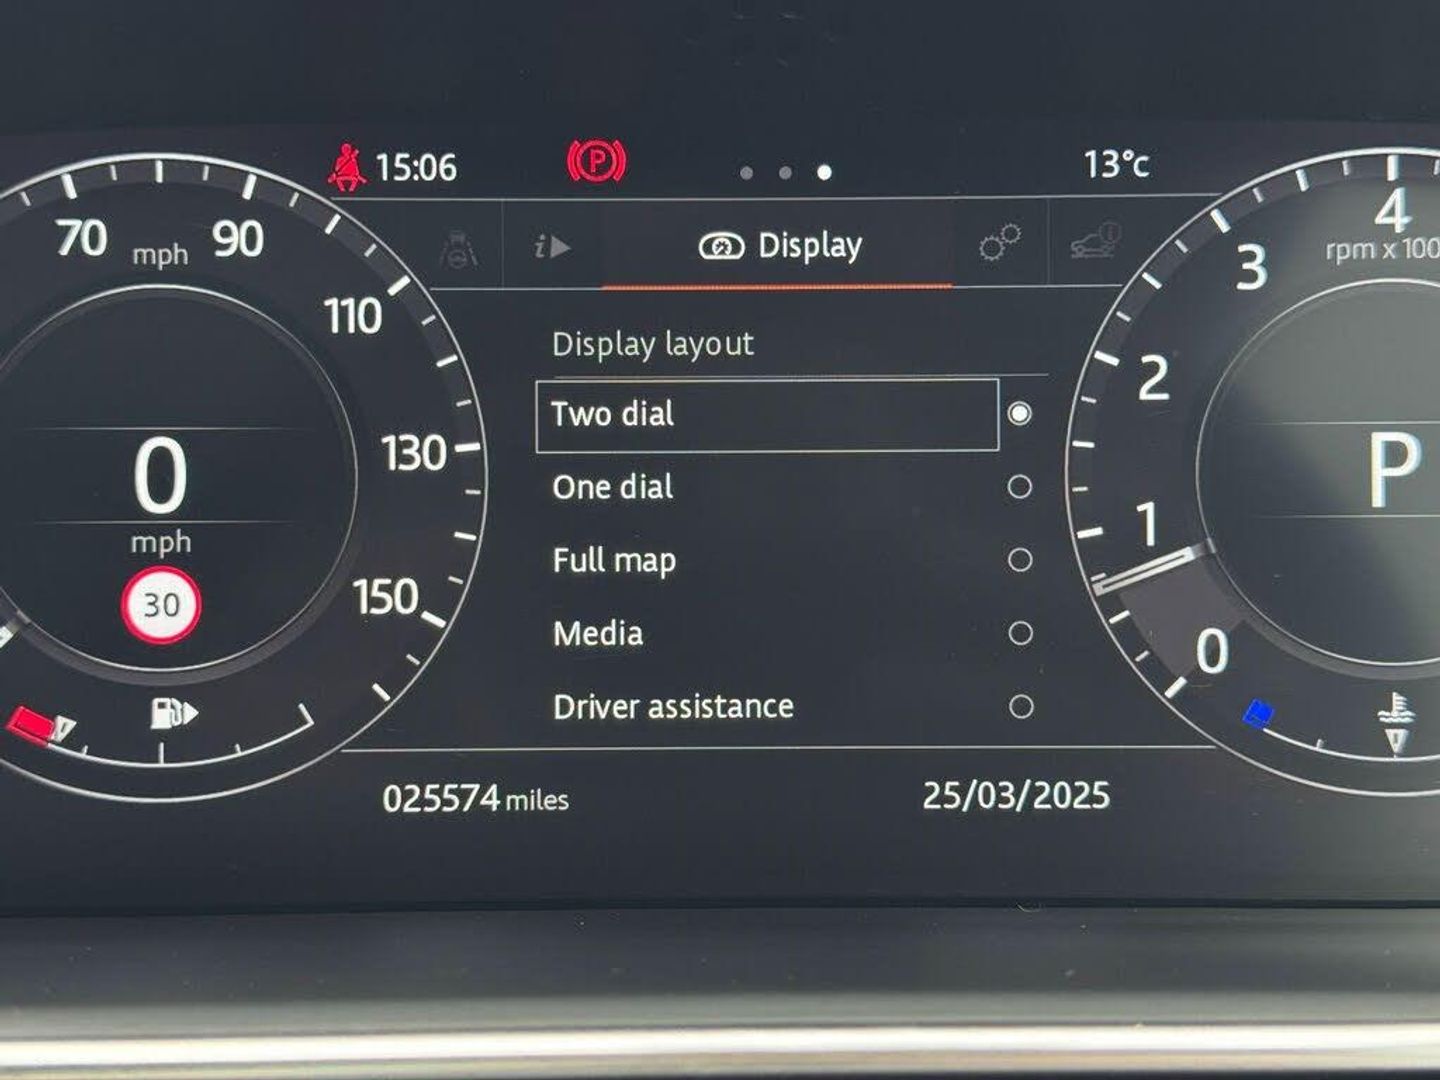 15:06
P
13°C
Display
70
mph
90
110
130
150
0
mph
30
Display layout
Two dial
One dial
Full map
Media
Driver assistance
4
rpm x 100
3
2
1
0
P
025574 miles
25/03/2025